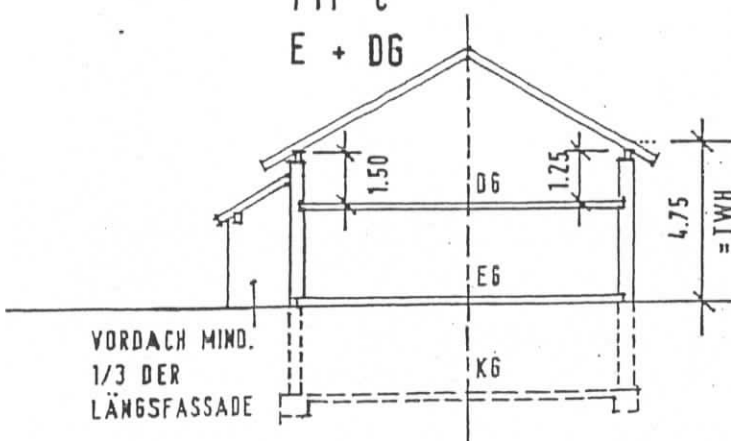 E + DG
1.50
1.25
DG
4.75
=TWH
EG
VORDACH MIND.
1/3 DER
LÄNGSFASSADE
KG